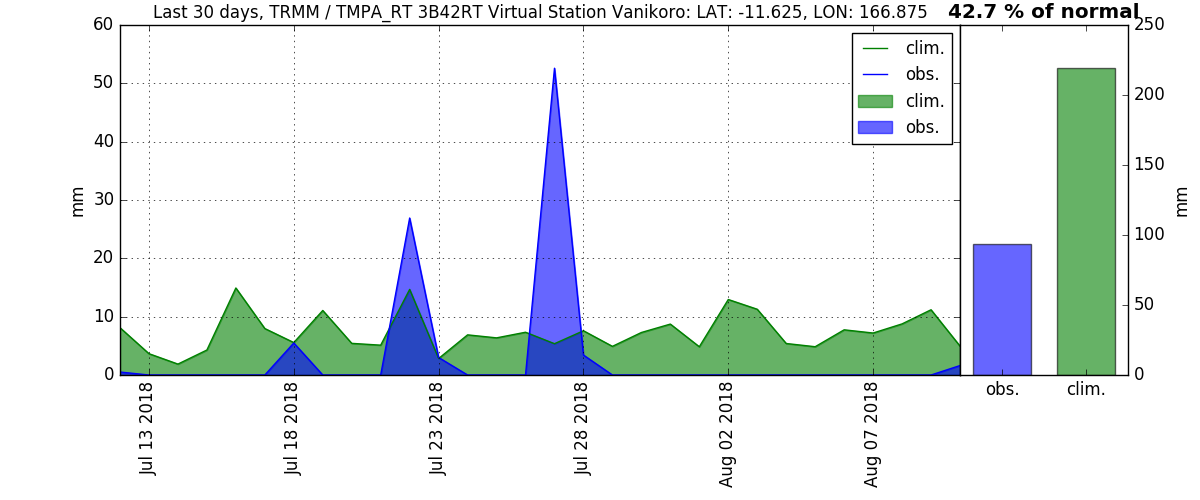 Last 30 days, TRMM / TMPA_RT 3B42RT Virtual Station Vanikoro: LAT: -11.625, LON: 166.875
42.7 % of normal
60
50
40
30
20
10
0
mm
clim.
obs.
clim.
obs.
Jul 13 2018
Jul 18 2018
Jul 23 2018
Jul 28 2018
Aug 02 2018
Aug 07 2018
250
200
150
100
50
0
mm
obs.
clim.